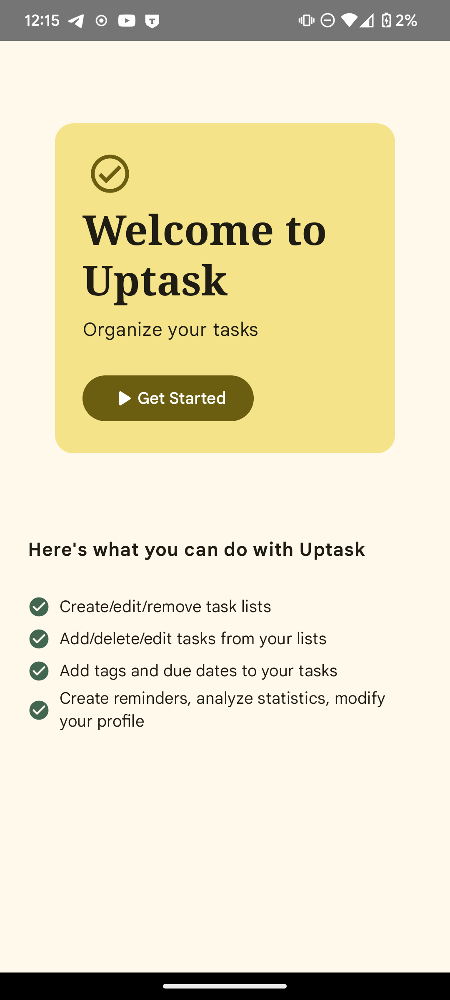 12:15
2%
Welcome to
Uptask
Organize your tasks
Get Started
Here's what you can do with Uptask
Create/edit/remove task lists
Add/delete/edit tasks from your lists
Add tags and due dates to your tasks
Create reminders, analyze statistics, modify
your profile